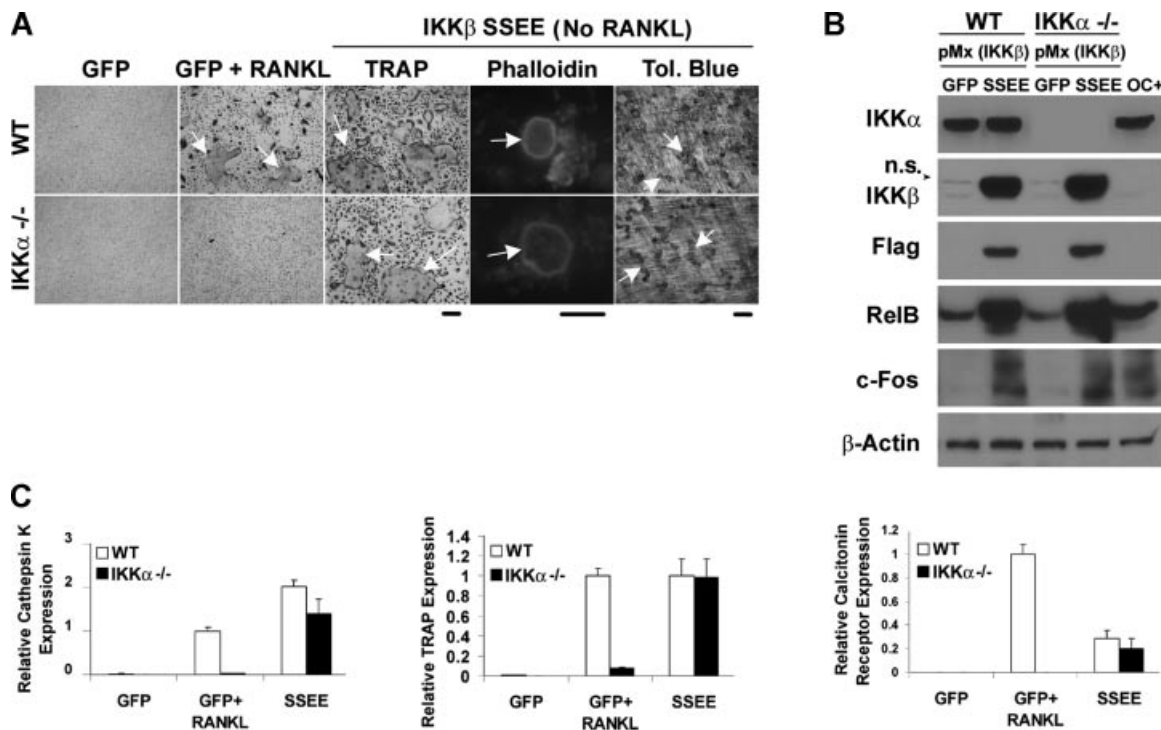 A
IKKβ SSEE (No RANKL)
GFP GFP + RANKL TRAP Phalloidin Tol. Blue
WT
IKKα -/-
B
WT IKKα -/-
pMx (IKKβ) pMx (IKKβ)
GFP SSEE GFP SSEE OC+
IKKα
n.s.
IKKβ
Flag
RelB
c-Fos
β-Actin
C
Relative Cathepsin K
Expression
3
2
1
0
WT
IKKα-/-
GFP GFP+ SSEE
RANKL
Relative TRAP Expression
1.4
1.2
1
0.8
0.6
0.4
0.2
0
WT
IKKα-/-
GFP GFP+ SSEE
RANKL
Relative Calcitonin
Receptor Expression
1.2
1
0.8
0.6
0.4
0.2
0
WT
IKKα-/-
GFP GFP+ SSEE
RANKL